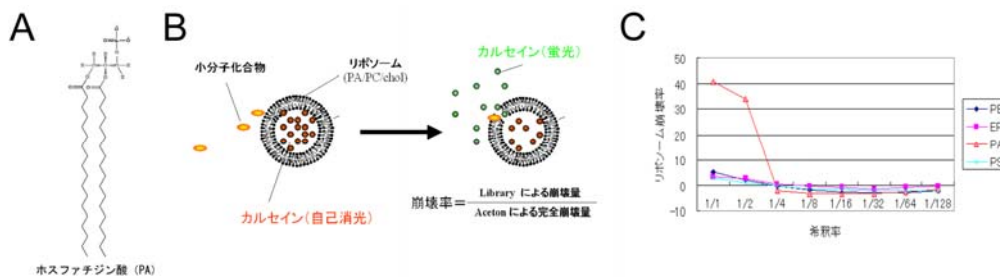 A
ホスファチジン酸 (PA)
B
小分子化合物
リポソーム
(PA/PC/chol)
カルセイン(蛍光)
カルセイン(自己消光)
崩壊率=
Library による崩壊量
Aceton による完全崩壊量
C
リポソーム崩壊率
50
40
30
20
10
0
-10
1/1 1/2 1/4 1/8 1/16 1/32 1/64 1/128
希釈率
PA